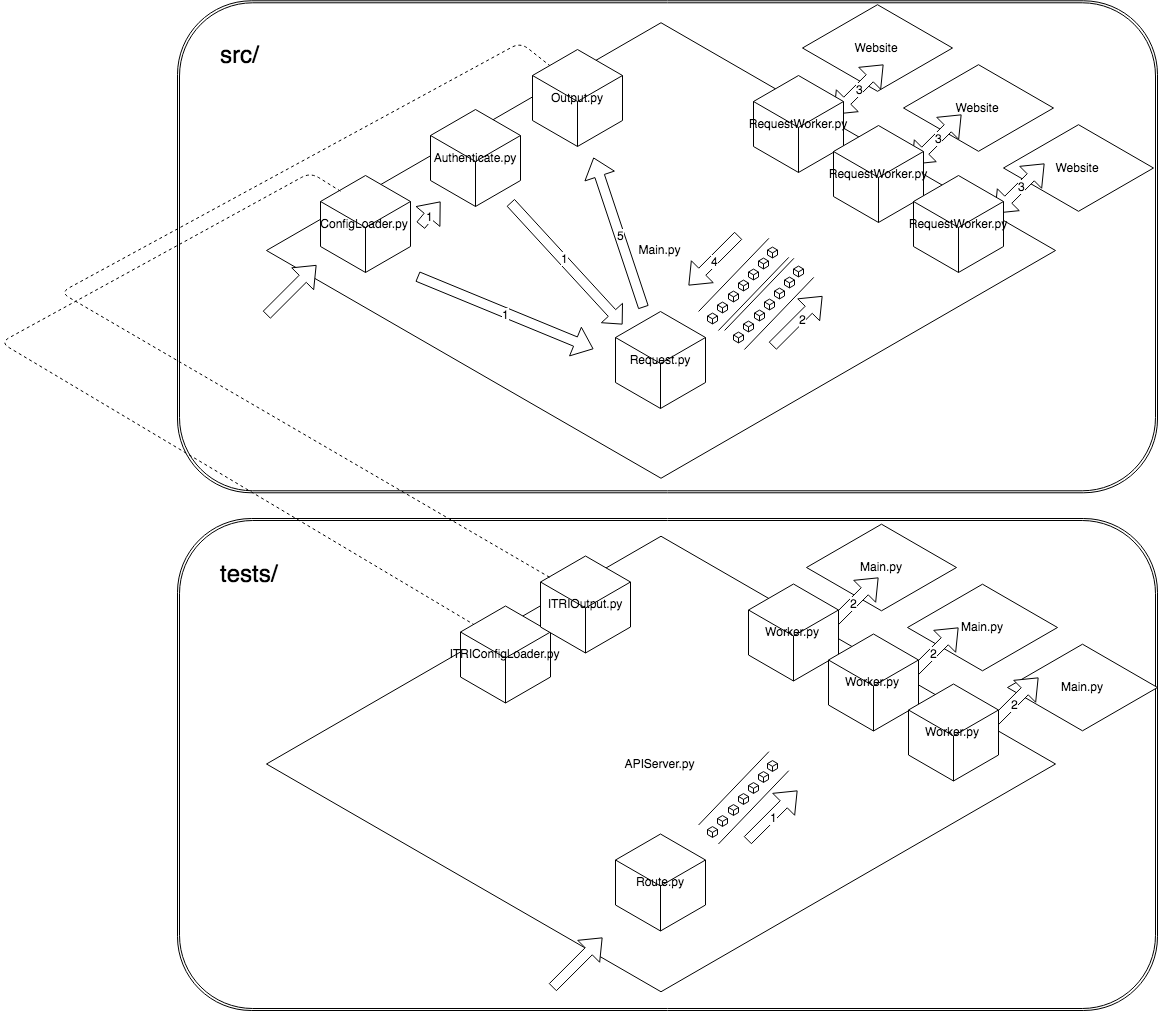 src/
Website
Output.py
3
Website
RequestWorker.py
3
Authenticate.py
Website
RequestWorker.py
3
ConfigLoader.py
1
RequestWorker.py
5
Main.py
1
4
1
2
Request.py
tests/
Main.py
ITRIOutput.py
2
Main.py
Worker.py
2
ITRIConfigLoader.py
Main.py
Worker.py
2
Worker.py
APIServer.py
1
Route.py